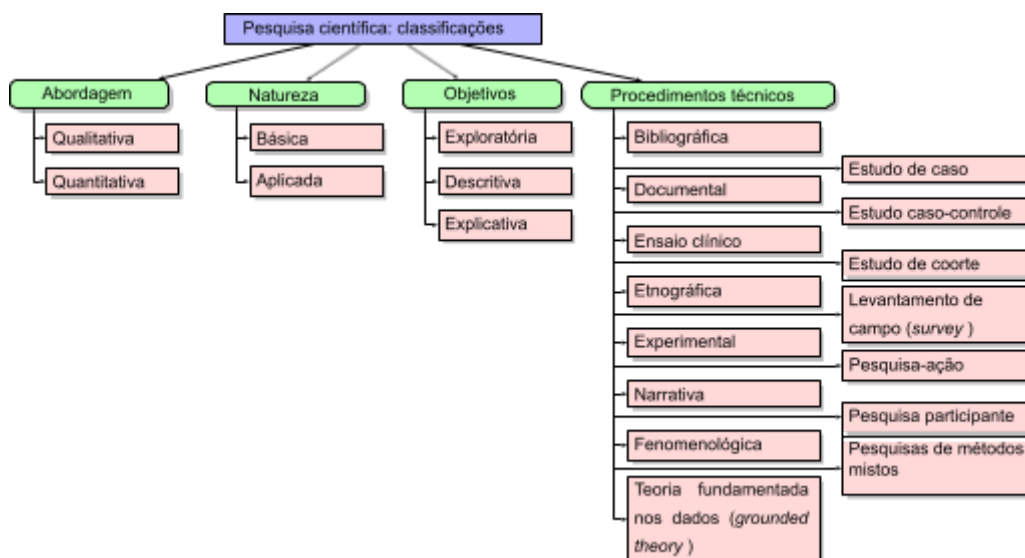 Pesquisa científica: classificações
Abordagem
Qualitativa
Quantitativa
Natureza
Básica
Aplicada
Objetivos
Exploratória
Descritiva
Explicativa
Procedimentos técnicos
Bibliográfica
Estudo de caso
Documental
Estudo caso-controle
Ensaio clínico
Estudo de coorte
Etnográfica
Levantamento de
campo (survey )
Experimental
Pesquisa-ação
Narrativa
Pesquisa participante
Fenomenológica
Pesquisas de métodos
mistos
Teoria fundamentada
nos dados (grounded
theory )